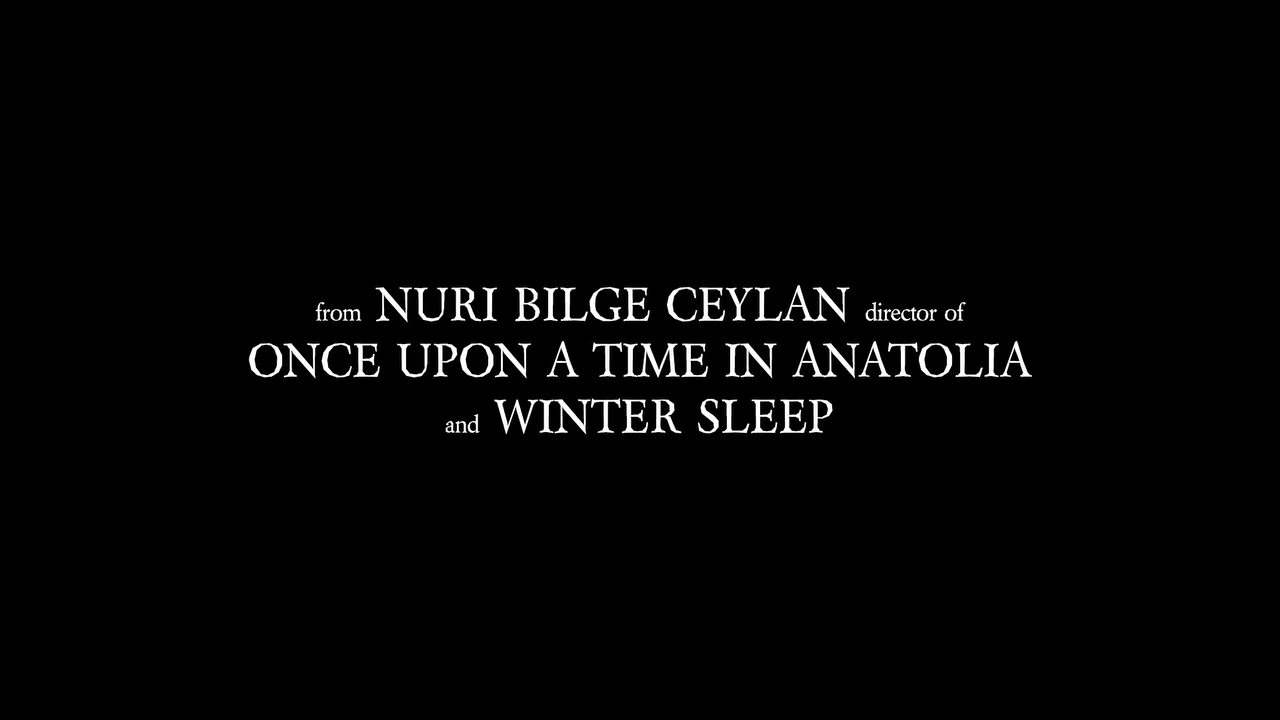 from NURI BILGE CEYLAN director of
ONCE UPON A TIME IN ANATOLIA
and WINTER SLEEP